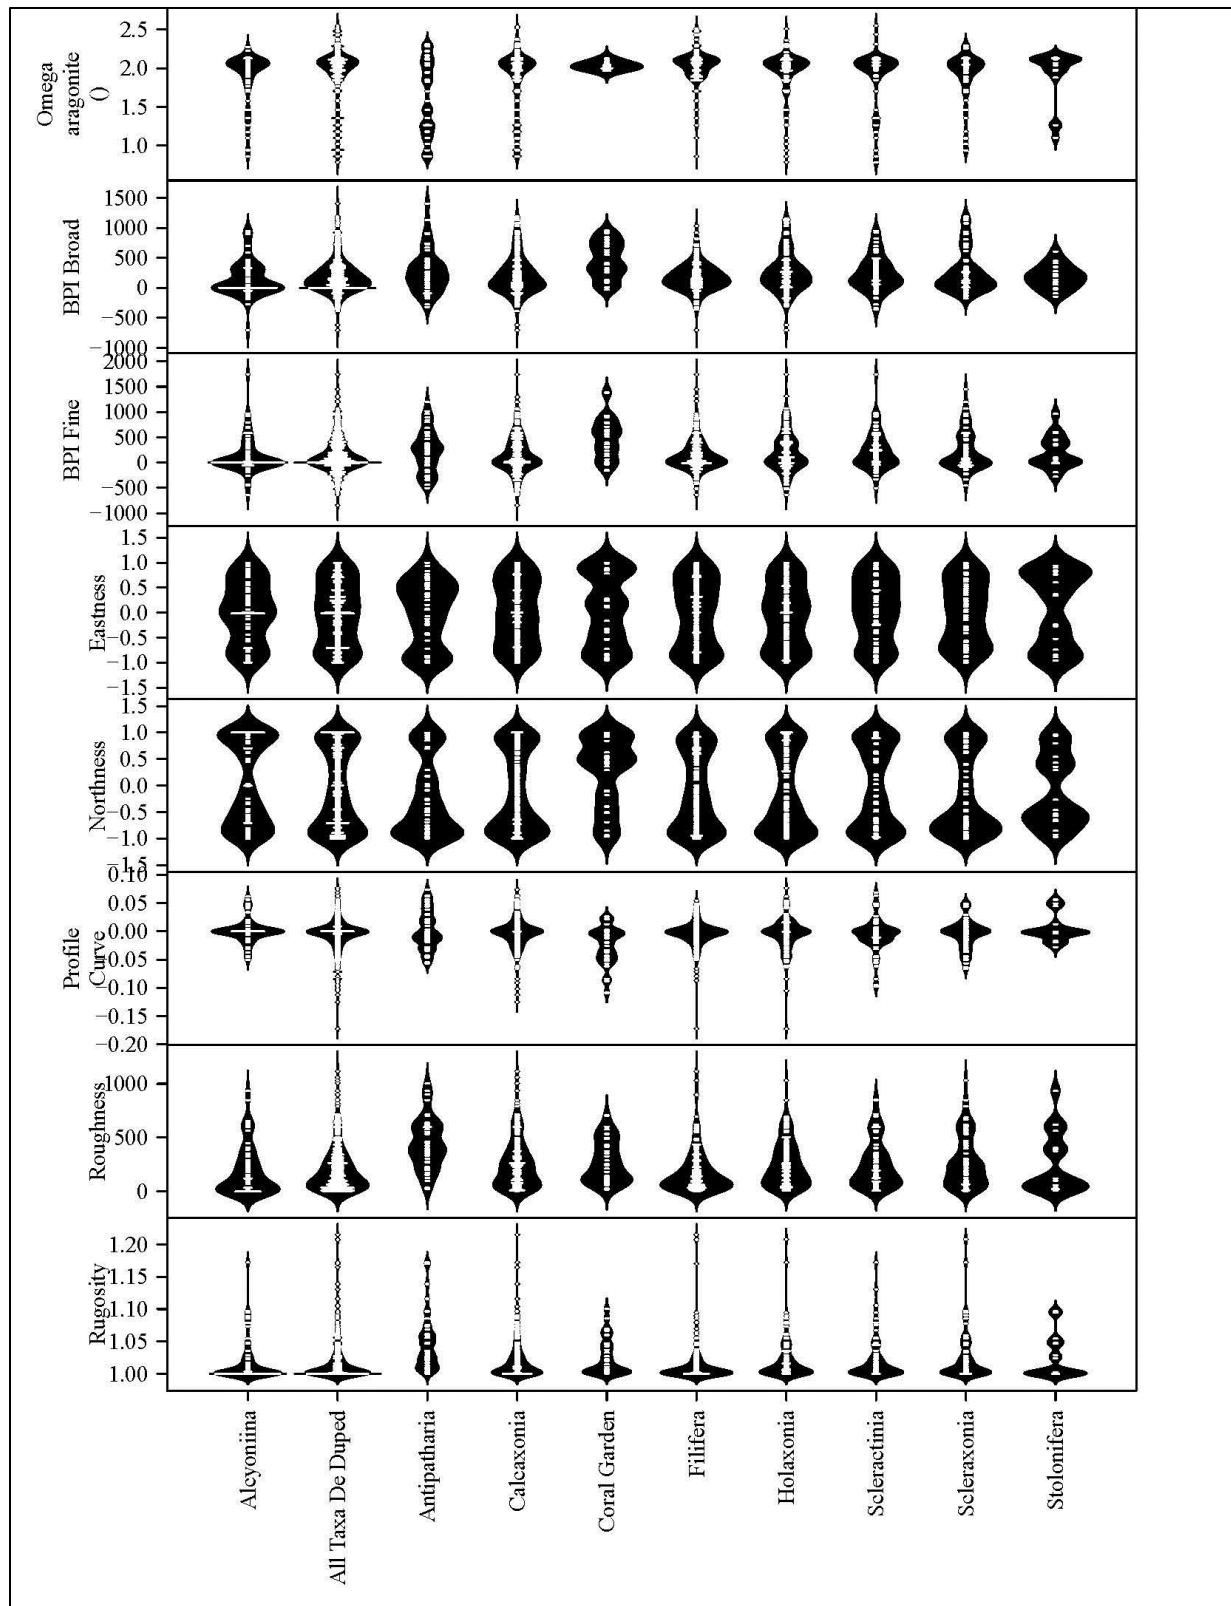 Omega
aragonite
()
2.5
2.0
1.5
1.0
BPI Broad
1500
1000
500
0
−500
−1000
BPI Fine
2000
1500
1000
500
0
−500
−1000
Eastness
1.5
1.0
0.5
0.0
−0.5
−1.0
−1.5
Northness
1.5
1.0
0.5
0.0
−0.5
−1.0
−1.5
Profile
Curve
0.10
0.05
0.00
−0.05
−0.10
−0.15
−0.20
Roughness
1000
500
0
Rugosity
1.20
1.15
1.10
1.05
1.00
Alcyoniina
All Taxa De Duped
Antipatharia
Calcaxonia
Coral Garden
Filifera
Holaxonia
Scleractinia
Scleraxonia
Stolonifera